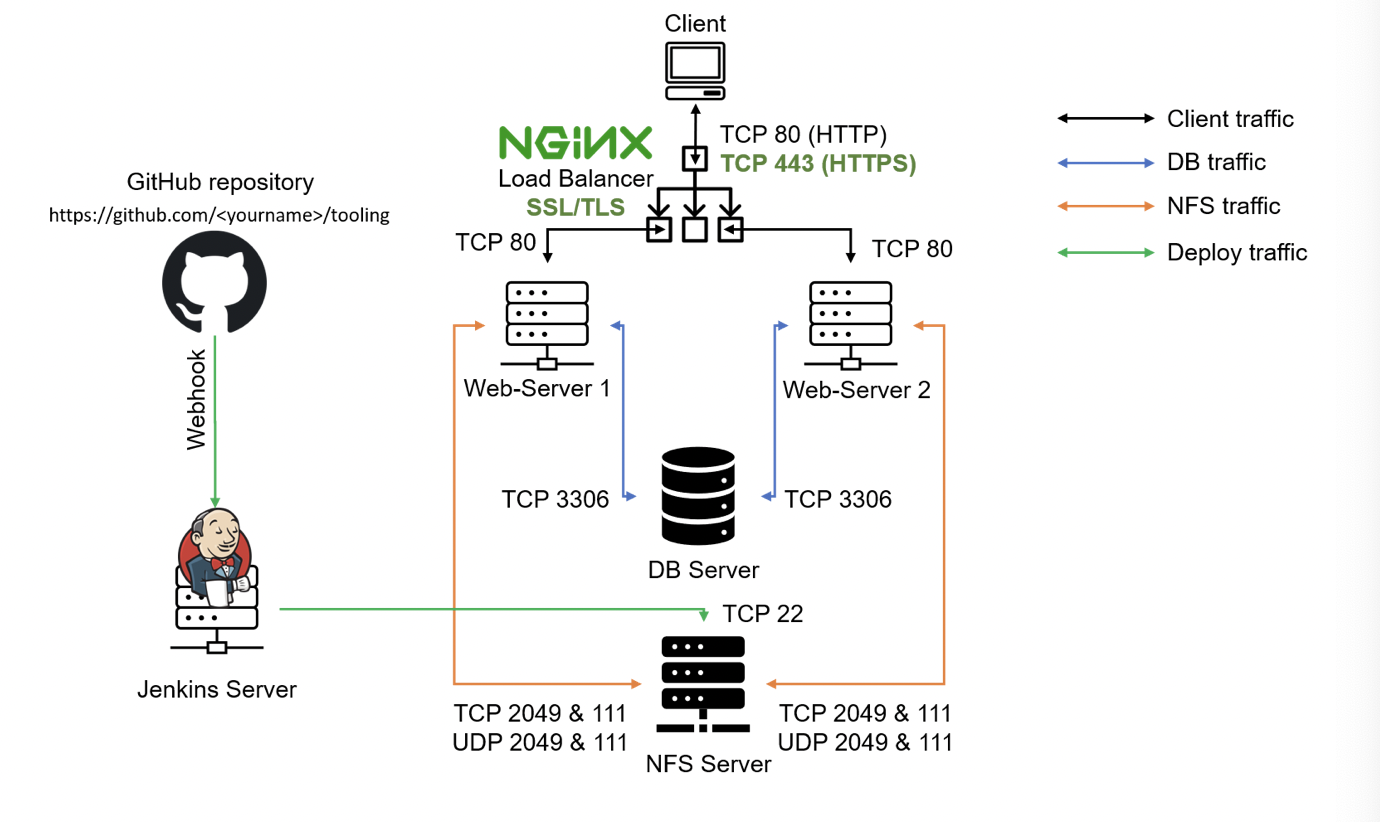 Client
TCP 80 (HTTP)
TCP 443 (HTTPS)
NGINX
Load Balancer
SSL/TLS
Client traffic
DB traffic
NFS traffic
Deploy traffic
GitHub repository
https://github.com/<yourname>/tooling
TCP 80
TCP 80
Webhook
Web-Server 1
Web-Server 2
TCP 3306
TCP 3306
DB Server
TCP 22
Jenkins Server
TCP 2049 & 111
UDP 2049 & 111
TCP 2049 & 111
UDP 2049 & 111
NFS Server